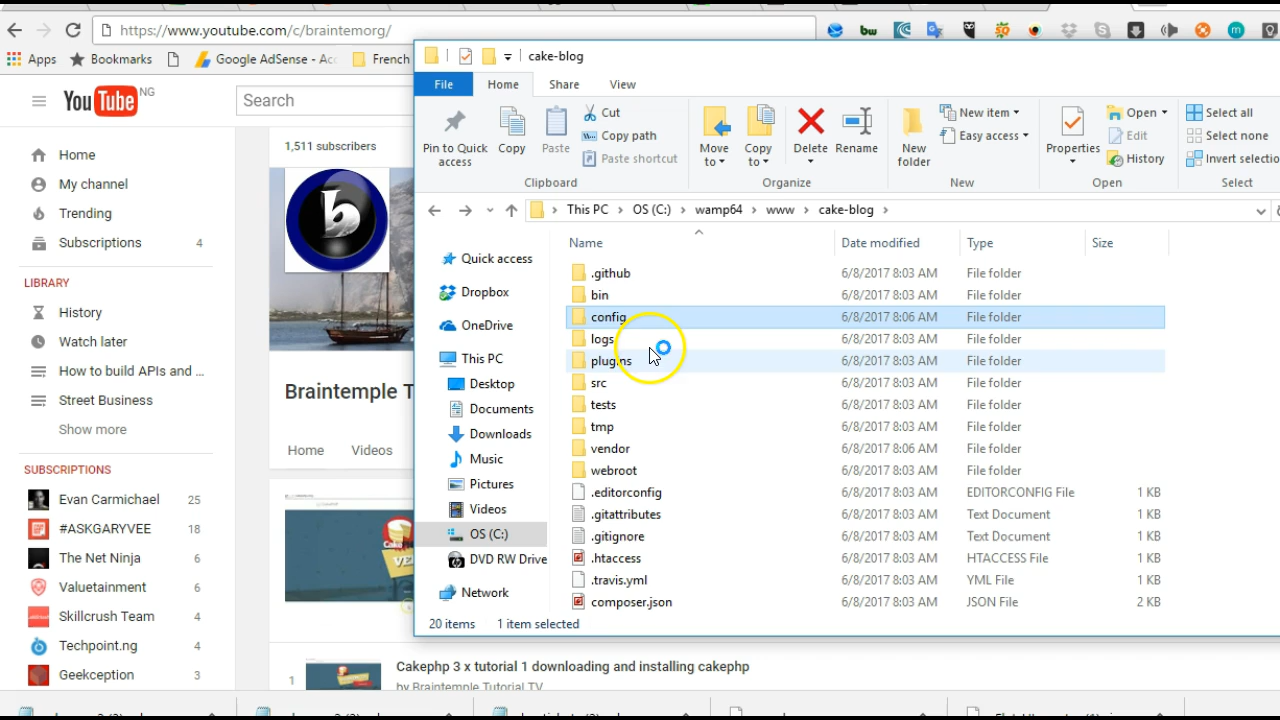 https://www.youtube.com/
Apps Bookmarks Google AdSense - Ac French
cake-blog
File Home Share View
You Tube NG
Search
Pin to Quick access
Copy
Paste
Cut
Copy path
Paste shortcut
Clipboard
Move to
Copy to
Delete
Rename
Organize
New folder
New item
Easy access
New
Properties
Open
Edit
History
Open
Select all
Select none
Invert selectio
Select
This PC OS (C:) wamp64 www cake-blog
Home
My channel
Trending
Subscriptions 4
LIBRARY
History
Watch later
How to build APIs and ...
Street Business
Show more
SUBSCRIPTIONS
Evan Carmichael 25
#ASKGARYVEE 18
The Net Ninja 6
Valuetainment 6
Skillcrush Team 6
Techpoint.ng 6
Geekception 3
1,511 subscribers
b
Braintemple T
Home Videos
Quick access
Dropbox
OneDrive
This PC
Desktop
Documents
Downloads
Music
Pictures
Videos
OS (C:)
DVD RW Drive
Network
Name Date modified Type Size
.github 6/8/2017 8:03 AM File folder
bin 6/8/2017 8:03 AM File folder
config 6/8/2017 8:06 AM File folder
logs 6/8/2017 8:03 AM File folder
plugins 6/8/2017 8:03 AM File folder
src 6/8/2017 8:03 AM File folder
tests 6/8/2017 8:03 AM File folder
tmp 6/8/2017 8:03 AM File folder
vendor 6/8/2017 8:06 AM File folder
webroot 6/8/2017 8:03 AM File folder
.editorconfig 6/8/2017 8:03 AM EDITORCONFIG File 1 KB
.gitattributes 6/8/2017 8:03 AM Text Document 1 KB
.gitignore 6/8/2017 8:03 AM Text Document 1 KB
.htaccess 6/8/2017 8:03 AM HTACCESS File 1 KB
.travis.yml 6/8/2017 8:03 AM YML File 1 KB
composer.json 6/8/2017 8:03 AM JSON File 2 KB
20 items 1 item selected
Cakephp 3 x tutorial 1 downloading and installing cakephp
1 by Braintemple Tutorial TV